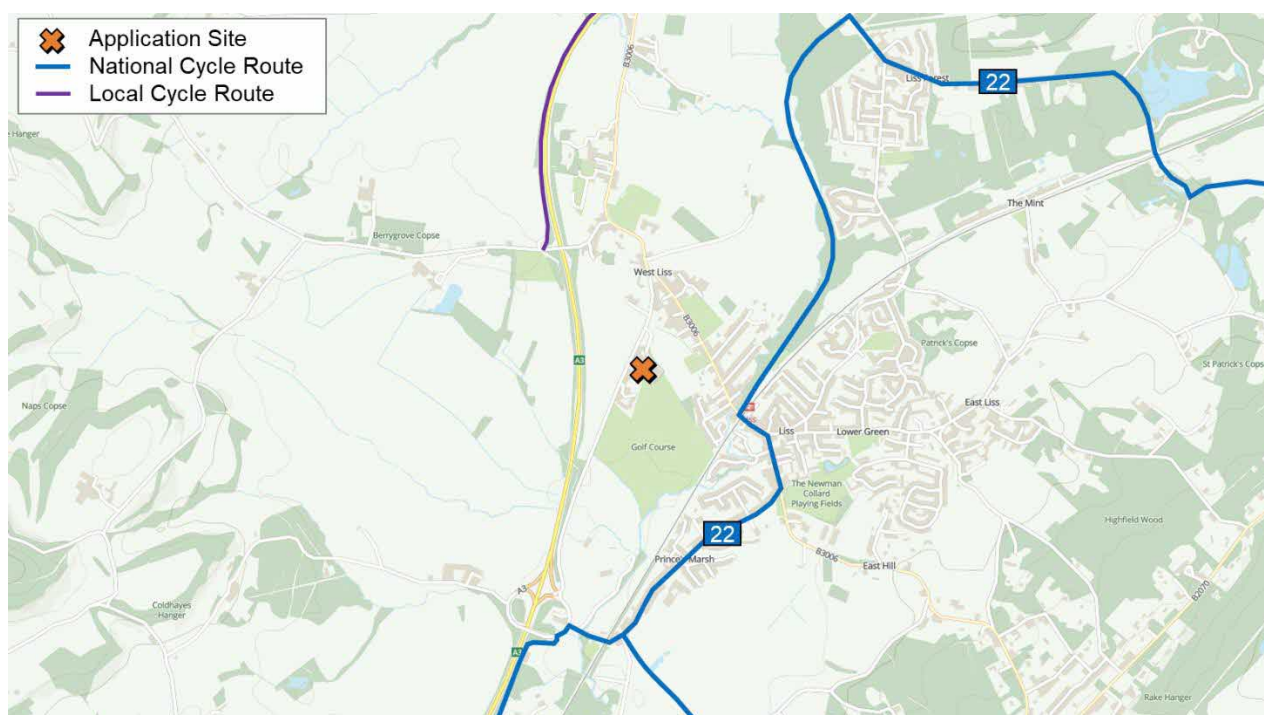 Application Site
National Cycle Route
Local Cycle Route
B3006
22
Liss Forest
Hanger
The Mint
Berrygrove Copse
West Liss
B3006
A3
Patrick's Copse
St Patrick's Cops
Naps Copse
East Liss
Liss
Lower Green
Golf Course
The Newman
Collard
Playing Fields
Highfield Wood
22
Prince's Marsh
B3006
East Hill
A3
B2070
Coldhayes
Hanger
A3
Rake Hanger